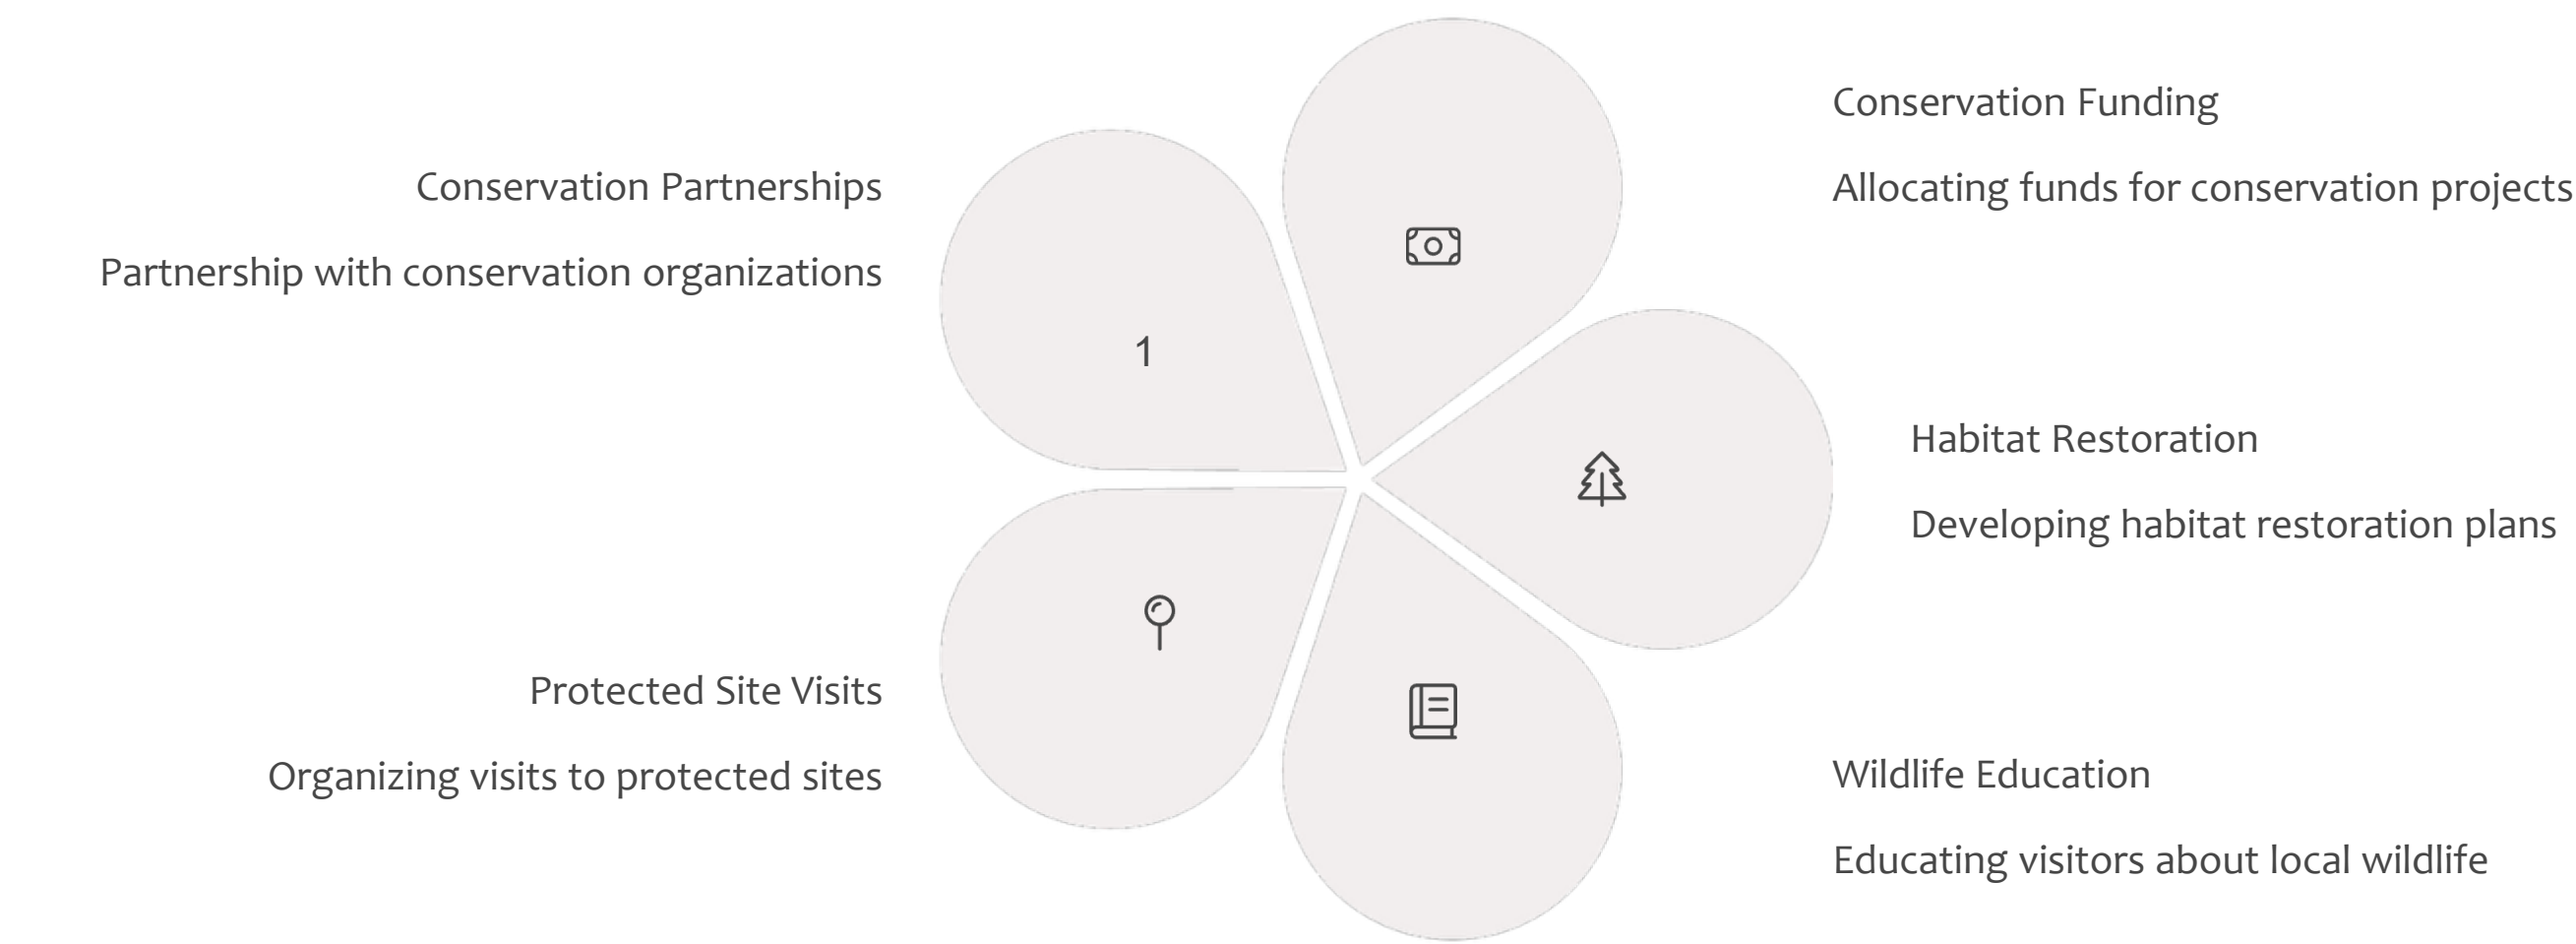 Conservation Partnerships
Partnership with conservation organizations
1
Conservation Funding
Allocating funds for conservation projects
Habitat Restoration
Developing habitat restoration plans
Wildlife Education
Educating visitors about local wildlife
Protected Site Visits
Organizing visits to protected sites